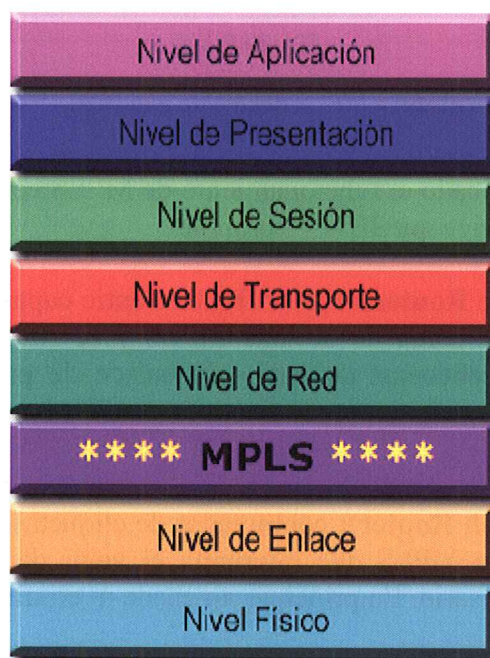 Nivel de Aplicación
Nivel de Presentación
Nivel de Sesión
Nivel de Transporte
Nivel de Red
**** MPLS ****
Nivel de Enlace
Nivel Físico